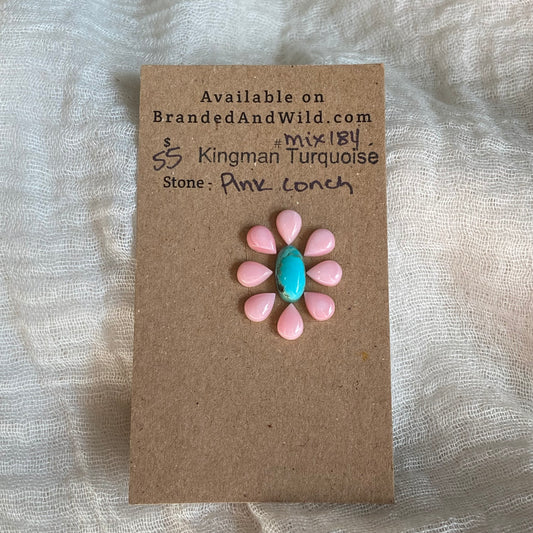 Available on
BrandedAndWild.com
$ #mix184.
55 Kingman Turquoise
Stone: Pink conch